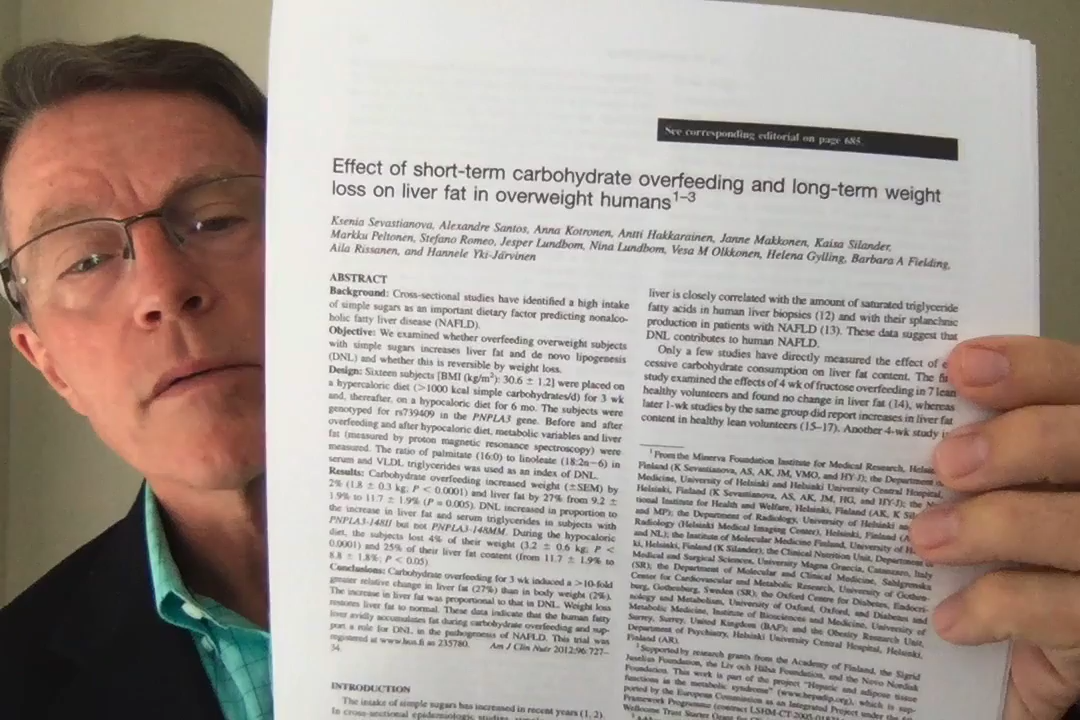 See corresponding editorial on page 685.
Effect of short-term carbohydrate overfeeding and long-term weight
loss on liver fat in overweight humans1–3
Ksenia Sevastianova, Alexandre Santos, Anna Kotronen, Antti Hakkarainen, Janne Makkonen, Kaisa Silander,
Markku Peltonen, Stefano Romeo, Jesper Lundbom, Nina Lundbom, Vesa M Olkkonen, Helena Gylling, Barbara A Fielding,
Aila Rissanen, and Hannele Yki-Järvinen
ABSTRACT
Background: Cross-sectional studies have identified a high intake
of simple sugars as an important dietary factor predicting nonalco-
holic fatty liver disease (NAFLD).
Objective: We examined whether overfeeding overweight subjects
with simple sugars increases liver fat and de novo lipogenesis
(DNL) and whether this is reversible by weight loss.
Design: Sixteen subjects [BMI (kg/m²): 30.6 ± 1.2] were placed on
a hypercaloric diet (>1000 kcal simple carbohydrates/d) for 3 wk
and, thereafter, on a hypocaloric diet for 6 mo. The subjects were
genotyped for rs739409 in the PNPLA3 gene. Before and after
overfeeding and after hypocaloric diet, metabolic variables and liver
fat (measured by proton magnetic resonance spectroscopy) were
measured. The ratio of palmitate (16:0) to linoleate (18:2n−6) in
serum and VLDL triglycerides was used as an index of DNL.
Results: Carbohydrate overfeeding increased weight (±SEM) by
2% (1.8 ± 0.3 kg; P < 0.0001) and liver fat by 27% from 9.2 ±
1.9% to 11.7 ± 1.9% (P = 0.005). DNL increased in proportion to
the increase in liver fat and serum triglycerides in subjects with
PNPLA3-148II but not PNPLA3-148MM. During the hypocaloric
diet, the subjects lost 4% of their weight (3.2 ± 0.6 kg; P <
0.0001) and 25% of their liver fat content (from 11.7 ± 1.9% to
8.8 ± 1.8%; P < 0.05).
Conclusions: Carbohydrate overfeeding for 3 wk induced a >10-fold
greater relative change in liver fat (27%) than in body weight (2%).
The increase in liver fat was proportional to that in DNL. Weight loss
restores liver fat to normal. These data indicate that the human fatty
liver avidly accumulates fat during carbohydrate overfeeding and sup-
port a role for DNL in the pathogenesis of NAFLD. This trial was
registered at www.hus.fi as 235780. Am J Clin Nutr 2012;96:727–
34.
INTRODUCTION
The intake of simple sugars has increased in recent years (1, 2).
In cross-sectional epidemiologic studies,
liver is closely correlated with the amount of saturated triglyceride
fatty acids in human liver biopsies (12) and with their splanchnic
production in patients with NAFLD (13). These data suggest that
DNL contributes to human NAFLD.
Only a few studies have directly measured the effect of
cessive carbohydrate consumption on liver fat content. The
study examined the effects of 4 wk of fructose overfeeding in 7 lean
healthy volunteers and found no change in liver fat (14), whereas
later 1-wk studies by the same group did report increases in liver fat
content in healthy lean volunteers (15–17). Another 4-wk study
1 From the Minerva Foundation Institute for Medical Research,
Finland (K Sevastianova, AS, AK, JM, VMO, and HY-J); the Department
Medicine, University of Helsinki and Helsinki University Central Hospital,
Helsinki, Finland (K Sevastianova, AS, AK, JM, HG, and HY-J); the
tional Institute for Health and Welfare, Helsinki, Finland (AK, K
and MP); the Department of Radiology, University of Helsinki
Radiology (Helsinki Medical Imaging Center), Helsinki, Finland
and NL); the Institute of Molecular Medicine Finland, University of
ki, Helsinki, Finland (K Silander); the Clinical Nutrition Unit, Department
Medical and Surgical Sciences, University Magna Graecia, Catanzaro, Italy
(SR); the Department of Molecular and Clinical Medicine, Sahlgrenska
Center for Cardiovascular and Metabolic Research, University of Gothen-
burg, Gothenburg, Sweden (SR); the Oxford Centre for Diabetes, Endocri-
nology and Metabolism, University of Oxford, Oxford, and Diabetes and
Metabolic Medicine, Institute of Biosciences and Medicine, University of
Surrey, Surrey, United Kingdom (BAF); and the Obesity Research Unit,
Department of Psychiatry, Helsinki University Central Hospital, Helsinki,
Finland (AR).
2 Supported by research grants from the Academy of Finland, the Sigrid
Juselius Foundation, the Liv och Hälsa Foundation, and the Novo Nordisk
Foundation. This work is part of the project "Hepatic and adipose tissue
functions in the metabolic syndrome" (www.hepadip.org), which is sup-
ported by the European Commission as an Integrated Project under the
Framework Programme (contract
Wellcome Trust